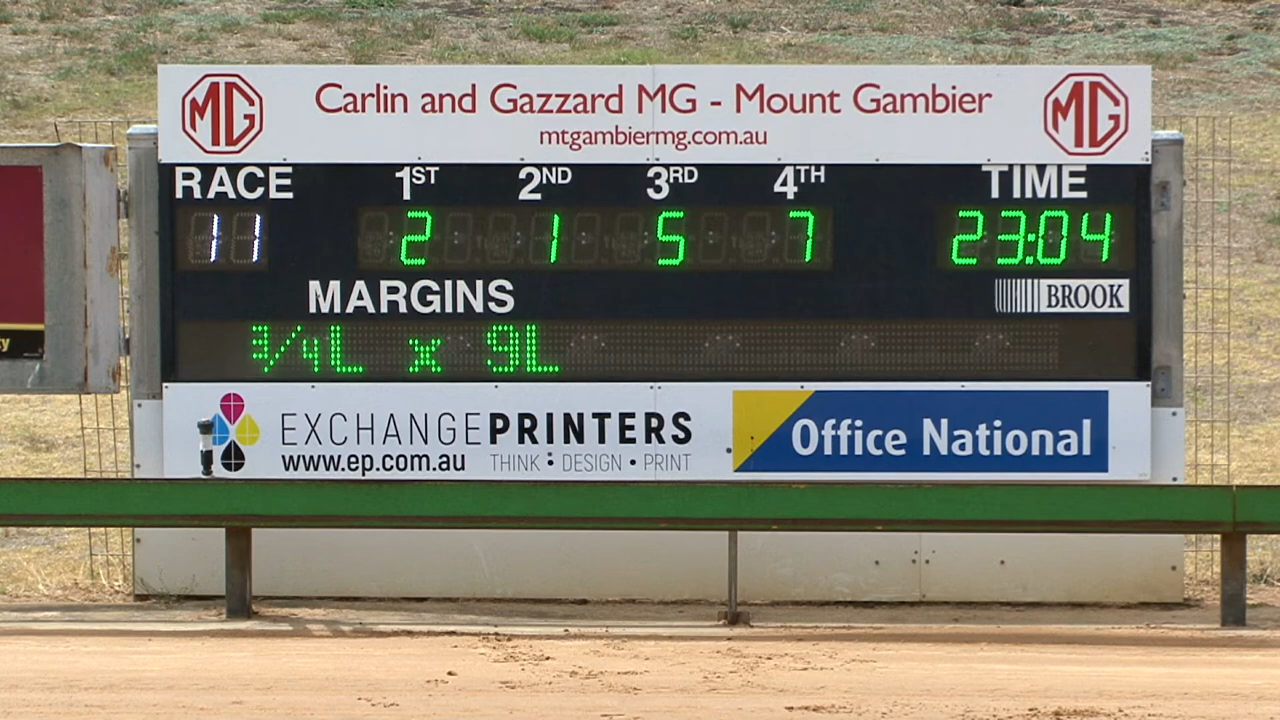 MG Carlin and Gazzard MG - Mount Gambier MG
mtgambiermg.com.au
RACE 1ST 2ND 3RD 4TH TIME
11 2 1 5 7 23:04
MARGINS
BROOK
3/4L x 9L
EXCHANGEPRINTERS
www.ep.com.au THINK • DESIGN • PRINT
Office National